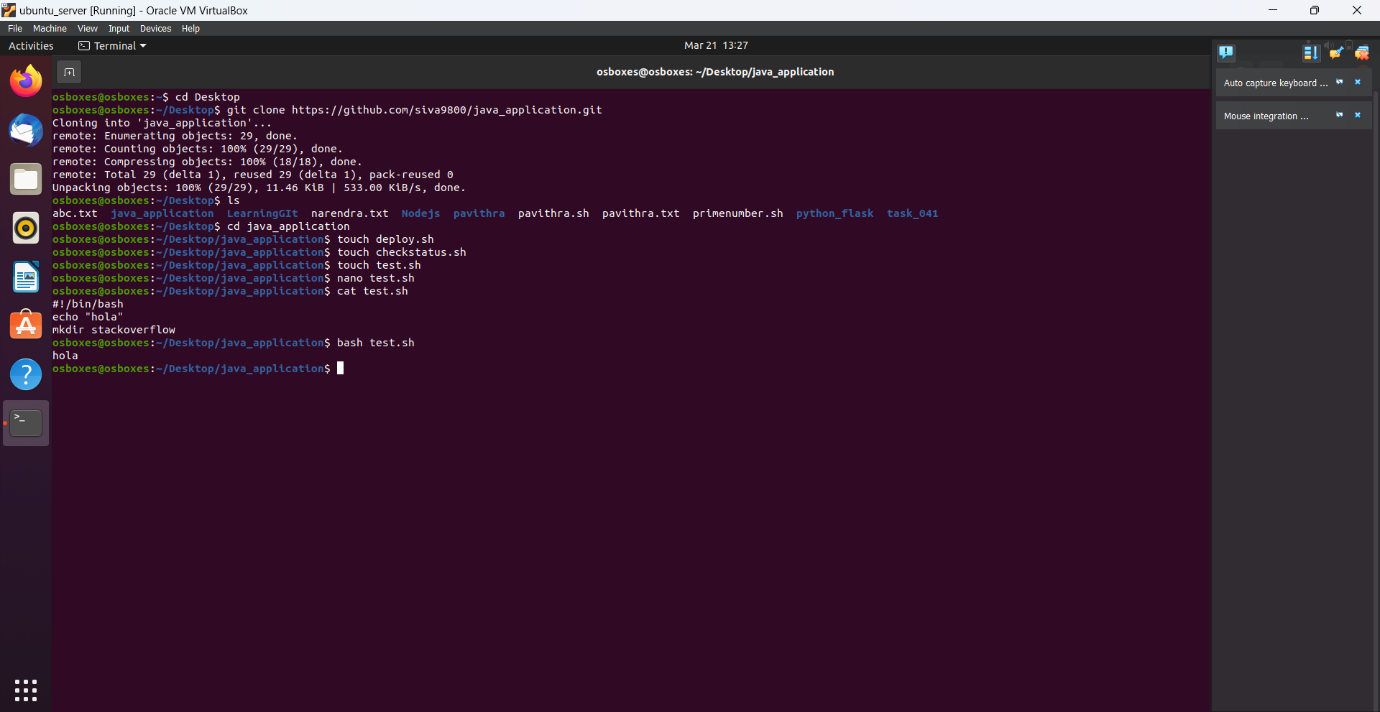 ubuntu_server [Running] - Oracle VM VirtualBox
File Machine View Input Devices Help
Activities Terminal Mar 21 13:27
osboxes@osboxes: ~/Desktop/java_application
Auto capture keyboard ...
Mouse integration ...
osboxes@osboxes:~$ cd Desktop
osboxes@osboxes:~/Desktop$ git clone https://github.com/siva9800/java_application.git
Cloning into 'java_application'...
remote: Enumerating objects: 29, done.
remote: Counting objects: 100% (29/29), done.
remote: Compressing objects: 100% (18/18), done.
remote: Total 29 (delta 1), reused 29 (delta 1), pack-reused 0
Unpacking objects: 100% (29/29), 11.46 KiB | 533.00 KiB/s, done.
osboxes@osboxes:~/Desktop$ ls
abc.txt java_application LearningGIt narendra.txt Nodejs pavithra pavithra.sh pavithra.txt primenumber.sh python_flask task_041
osboxes@osboxes:~/Desktop$ cd java_application
osboxes@osboxes:~/Desktop/java_application$ touch deploy.sh
osboxes@osboxes:~/Desktop/java_application$ touch checkstatus.sh
osboxes@osboxes:~/Desktop/java_application$ touch test.sh
osboxes@osboxes:~/Desktop/java_application$ nano test.sh
osboxes@osboxes:~/Desktop/java_application$ cat test.sh
#!/bin/bash
echo "hola"
mkdir stackoverflow
osboxes@osboxes:~/Desktop/java_application$ bash test.sh
hola
osboxes@osboxes:~/Desktop/java_application$